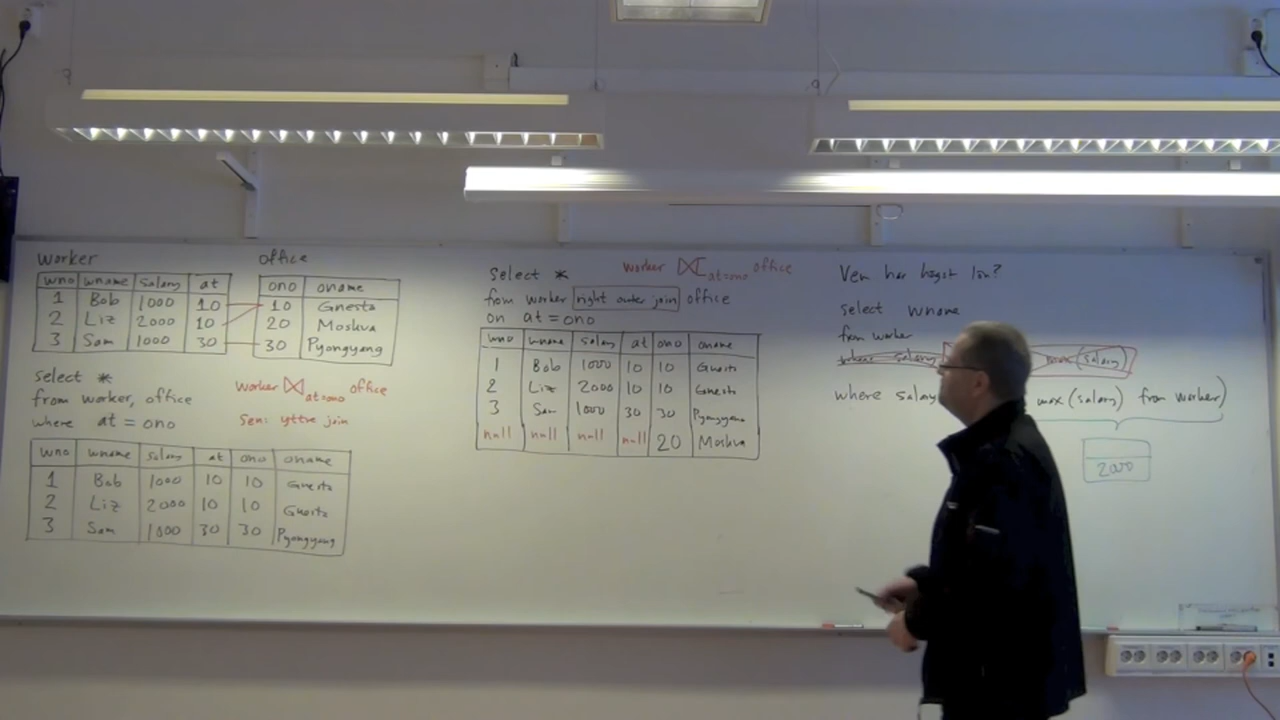 worker
wno wname salary at
1 Bob 1000 10
2 Liz 2000 10
3 Sam 1000 30
office
ono oname
10 Gnesta
20 Moskva
30 Pyongyang
select *
from worker, office
where at = ono
worker ⋈ at=ono office
Sen: yttre join
wno wname salary at ono oname
1 Bob 1000 10 10 Gnesta
2 Liz 2000 10 10 Gnesta
3 Sam 1000 30 30 Pyongyang
select *
from worker right outer join office
on at = ono
worker ⟖ at=ono office
wno wname salary at ono oname
1 Bob 1000 10 10 Gnesta
2 Liz 2000 10 10 Gnesta
3 Sam 1000 30 30 Pyongyang
null null null null 20 Moskva
Vem har högst lön?
select wname
from worker
where salary max(salary)
where salary max(salary) from worker)
2000